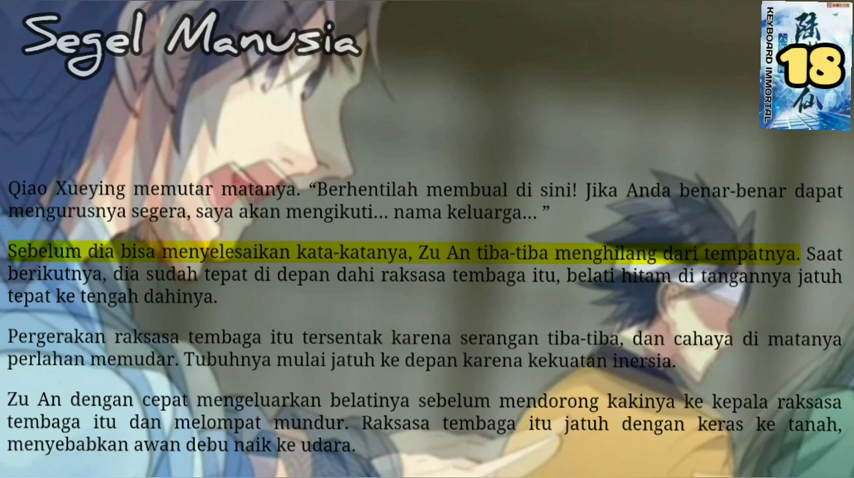 Segel Manusia
KEYBOARD IMMORTAL
18
Qiao Xueying memutar matanya. “Berhentilah membual di sini! Jika Anda benar-benar dapat
mengurusnya segera, saya akan mengikuti... nama keluarga... ”
Sebelum dia bisa menyelesaikan kata-katanya, Zu An tiba-tiba menghilang dari tempatnya. Saat
berikutnya, dia sudah tepat di depan dahi raksasa tembaga itu, belati hitam di tangannya jatuh
tepat ke tengah dahinya.
Pergerakan raksasa tembaga itu tersentak karena serangan tiba-tiba, dan cahaya di matanya
perlahan memudar. Tubuhnya mulai jatuh ke depan karena kekuatan inersia.
Zu An dengan cepat mengeluarkan belatinya sebelum mendorong kakinya ke kepala raksasa
tembaga itu dan melompat mundur. Raksasa tembaga itu jatuh dengan keras ke tanah,
menyebabkan awan debu naik ke udara.